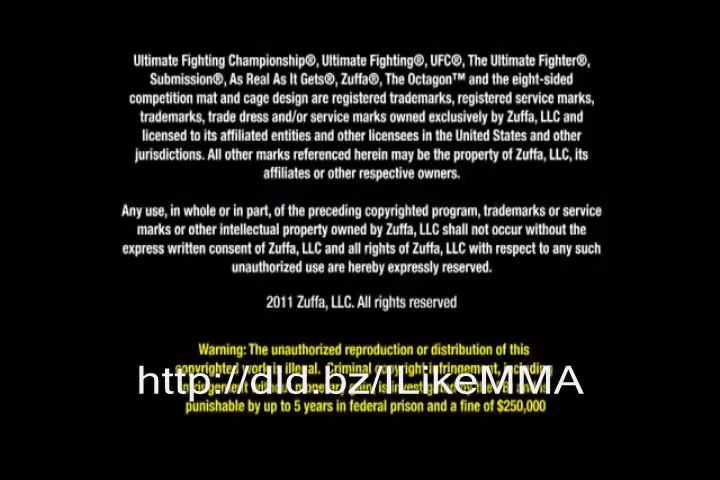 Ultimate Fighting Championship®, Ultimate Fighting®, UFC®, The Ultimate Fighter®,
Submission®, As Real As It Gets®, Zuffa®, The Octagon™ and the eight-sided
competition mat and cage design are registered trademarks, registered service marks,
trademarks, trade dress and/or service marks owned exclusively by Zuffa, LLC and
licensed to its affiliated entities and other licensees in the United States and other
jurisdictions. All other marks referenced herein may be the property of Zuffa, LLC, its
affiliates or other respective owners.
Any use, in whole or in part, of the preceding copyrighted program, trademarks or service
marks or other intellectual property owned by Zuffa, LLC shall not occur without the
express written consent of Zuffa, LLC and all rights of Zuffa, LLC with respect to any such
unauthorized use are hereby expressly reserved.
2011 Zuffa, LLC. All rights reserved
Warning: The unauthorized reproduction or distribution of this
copyrighted work is illegal. Criminal copyright infringement, including
http://dld.bz/iLikeMMA
punishable by up to 5 years in federal prison and a fine of $250,000